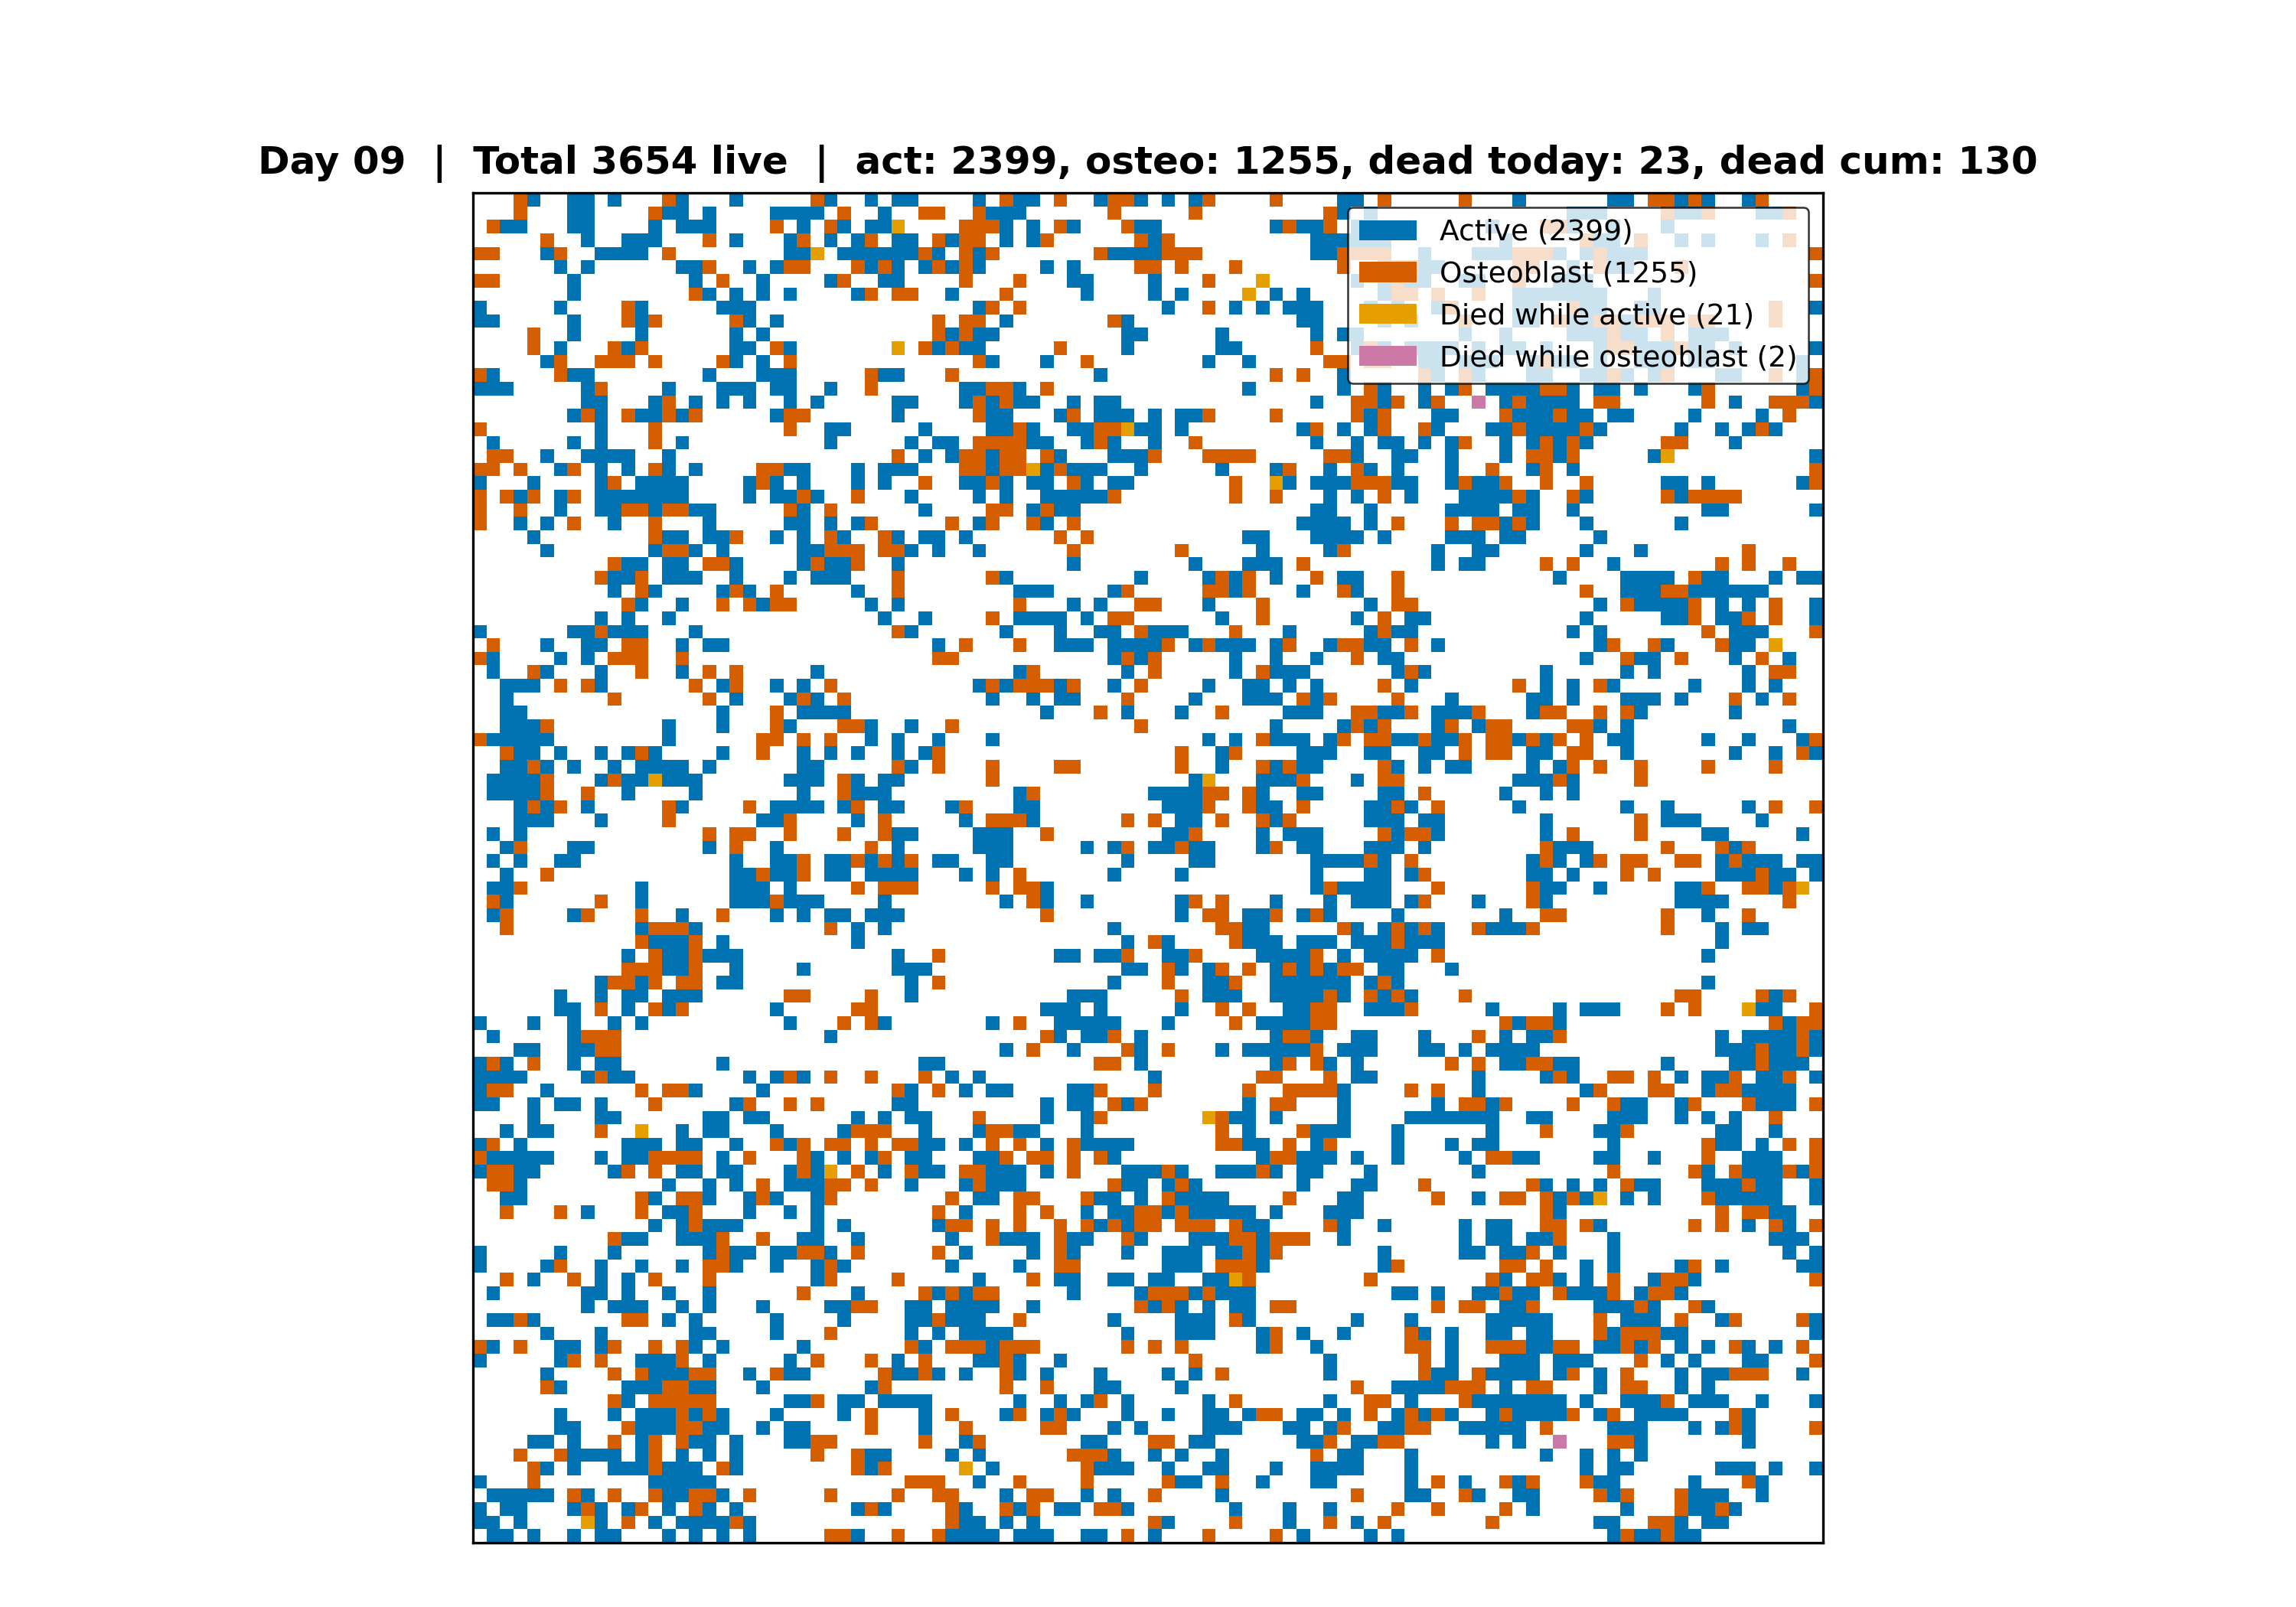 Day 09 | Total 3654 live | act: 2399, osteo: 1255, dead today: 23, dead cum: 130
Active (2399)
Osteoblast (1255)
Died while active (21)
Died while osteoblast (2)